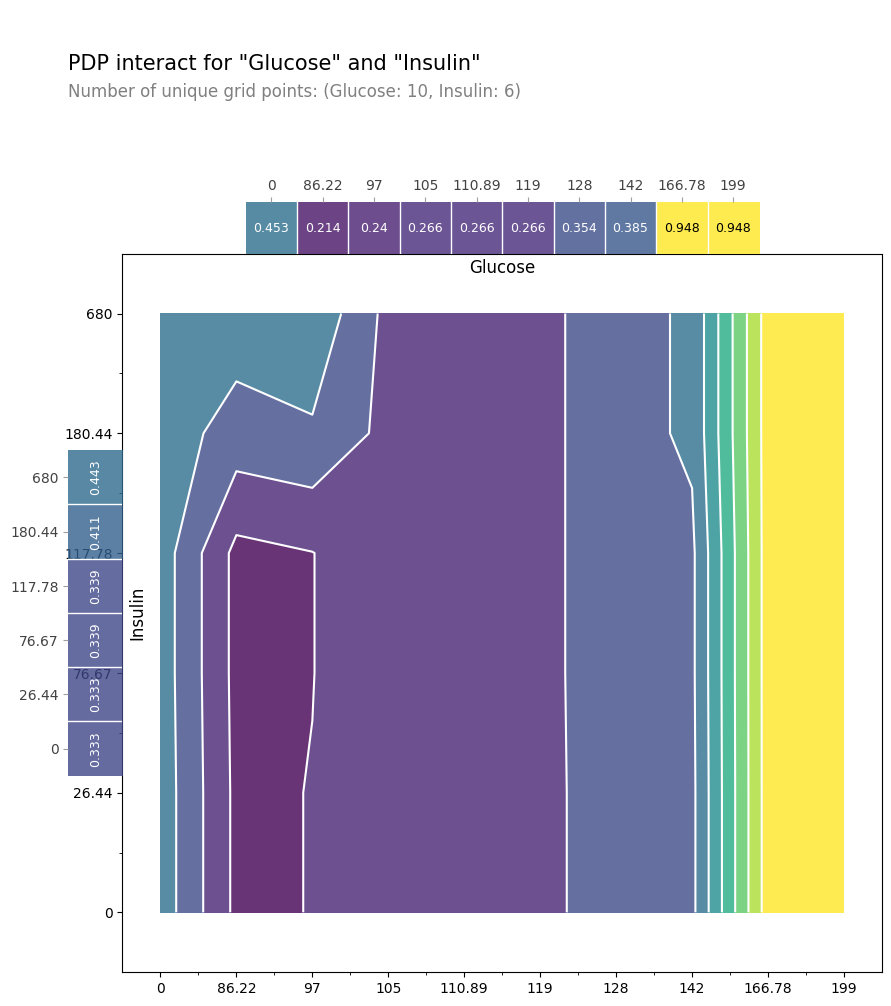 PDP interact for "Glucose" and "Insulin"
Number of unique grid points: (Glucose: 10, Insulin: 6)
0 86.22 97 105 110.89 119 128 142 166.78 199
0.453 0.214 0.24 0.266 0.266 0.266 0.354 0.385 0.948 0.948
Glucose
680
180.44
117.78
76.67
26.44
0
Insulin
680
180.44
117.78
76.67
26.44
0
0.443
0.411
0.339
0.339
0.333
0.333
0 86.22 97 105 110.89 119 128 142 166.78 199